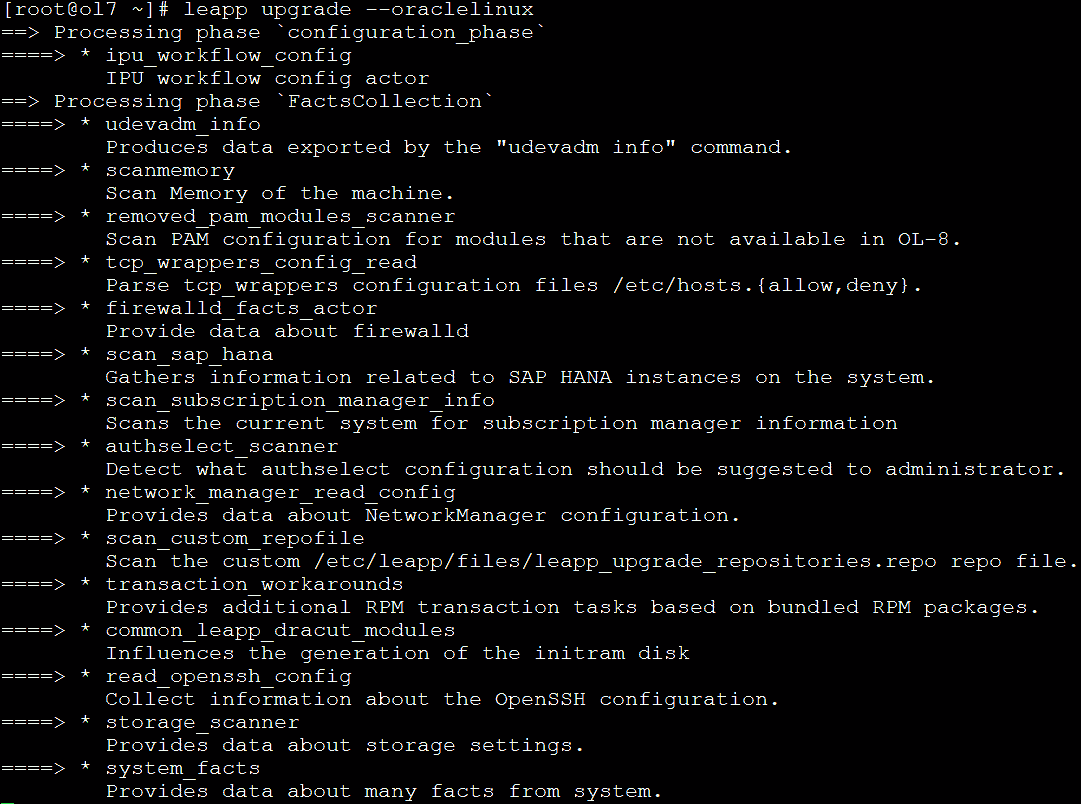 [root@ol7 ~]# leapp upgrade --oraclelinux
==> Processing phase `configuration_phase`
====> * ipu_workflow_config
        IPU workflow config actor
==> Processing phase `FactsCollection`
====> * udevadm_info
        Produces data exported by the "udevadm info" command.
====> * scanmemory
        Scan Memory of the machine.
====> * removed_pam_modules_scanner
        Scan PAM configuration for modules that are not available in OL-8.
====> * tcp_wrappers_config_read
        Parse tcp_wrappers configuration files /etc/hosts.{allow,deny}.
====> * firewalld_facts_actor
        Provide data about firewalld
====> * scan_sap_hana
        Gathers information related to SAP HANA instances on the system.
====> * scan_subscription_manager_info
        Scans the current system for subscription manager information
====> * authselect_scanner
        Detect what authselect configuration should be suggested to administrator.
====> * network_manager_read_config
        Provides data about NetworkManager configuration.
====> * scan_custom_repofile
        Scan the custom /etc/leapp/files/leapp_upgrade_repositories.repo repo file.
====> * transaction_workarounds
        Provides additional RPM transaction tasks based on bundled RPM packages.
====> * common_leapp_dracut_modules
        Influences the generation of the initram disk
====> * read_openssh_config
        Collect information about the OpenSSH configuration.
====> * storage_scanner
        Provides data about storage settings.
====> * system_facts
        Provides data about many facts from system.